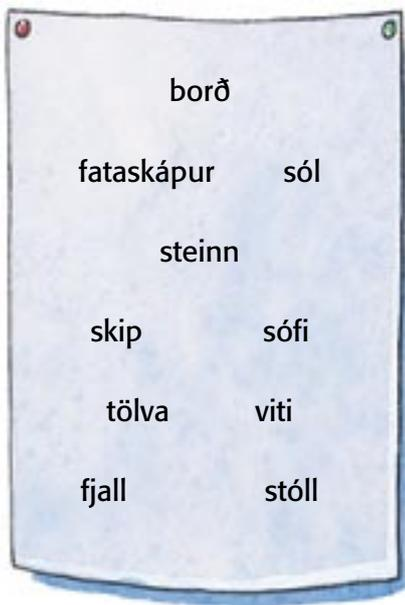 borð
fataskápur sól
steinn
skip sófi
tölva viti
fjall stóll